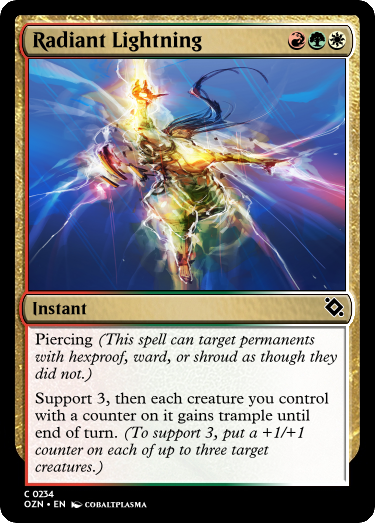 Radiant Lightning
Instant
Piercing (This spell can target permanents
with hexproof, ward, or shroud as though they
did not.)
Support 3, then each creature you control
with a counter on it gains trample until
end of turn. (To support 3, put a +1/+1
counter on each of up to three target
creatures.)
C 0234
OZN • EN COBALTPLASMA